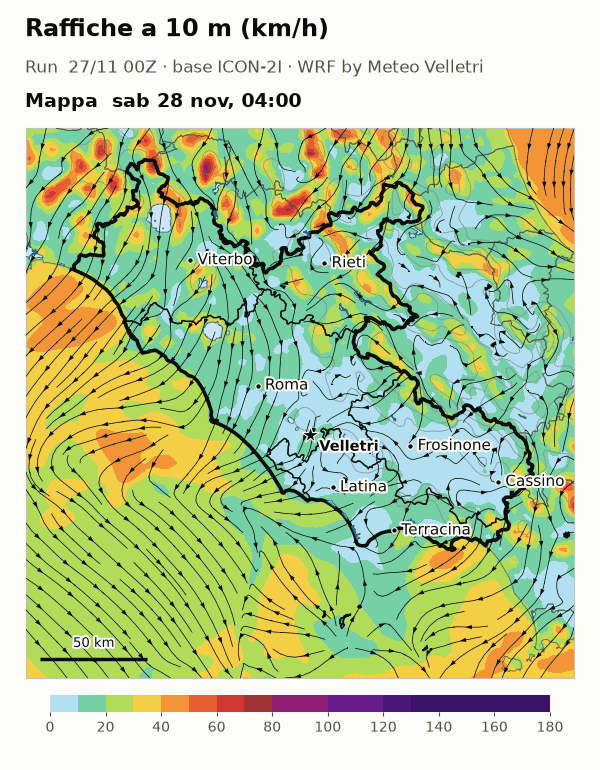 Raffiche a 10 m (km/h)
Run  27/11 00Z · base ICON-2I · WRF by Meteo Velletri
Mappa  sab 28 nov, 04:00
Viterbo
Rieti
Roma
Velletri
Frosinone
Cassino
Latina
Terracina
50 km
0 20 40 60 80 100 120 140 160 180